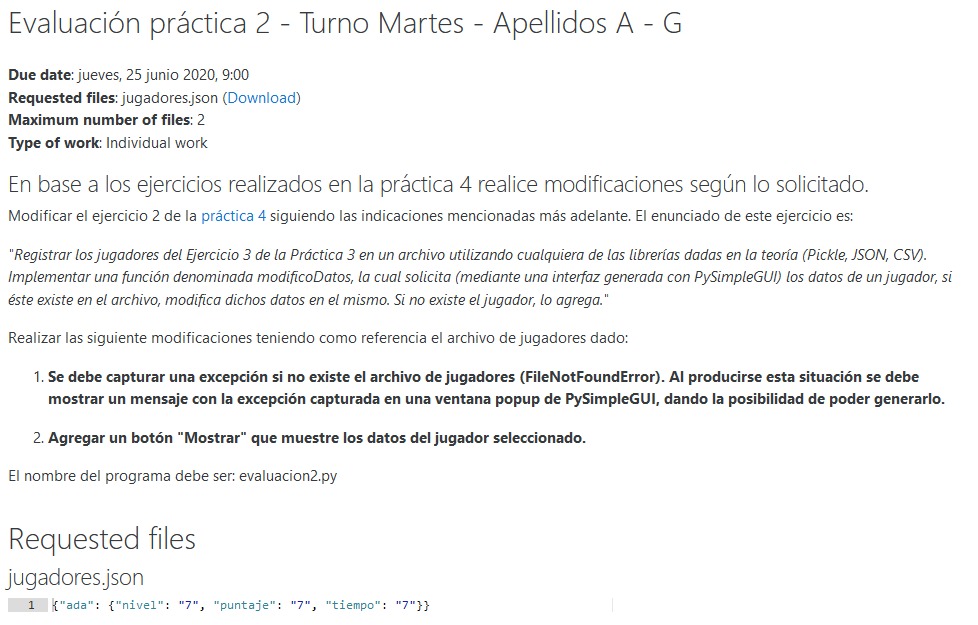 Evaluación práctica 2 - Turno Martes - Apellidos A - G
Due date: jueves, 25 junio 2020, 9:00
Requested files: jugadores.json (Download)
Maximum number of files: 2
Type of work: Individual work
En base a los ejercicios realizados en la práctica 4 realice modificaciones según lo solicitado.
Modificar el ejercicio 2 de la práctica 4 siguiendo las indicaciones mencionadas más adelante. El enunciado de este ejercicio es:
"Registrar los jugadores del Ejercicio 3 de la Práctica 3 en un archivo utilizando cualquiera de las librerías dadas en la teoría (Pickle, JSON, CSV).
Implementar una función denominada modificoDatos, la cual solicita (mediante una interfaz generada con PySimpleGUI) los datos de un jugador, si
éste existe en el archivo, modifica dichos datos en el mismo. Si no existe el jugador, lo agrega."
Realizar las siguiente modificaciones teniendo como referencia el archivo de jugadores dado:
1. Se debe capturar una excepción si no existe el archivo de jugadores (FileNotFoundError). Al producirse esta situación se debe
mostrar un mensaje con la excepción capturada en una ventana popup de PySimpleGUI, dando la posibilidad de poder generarlo.
2. Agregar un botón "Mostrar" que muestre los datos del jugador seleccionado.
El nombre del programa debe ser: evaluacion2.py
Requested files
jugadores.json
1 {"ada": {"nivel": "7", "puntaje": "7", "tiempo": "7"}}